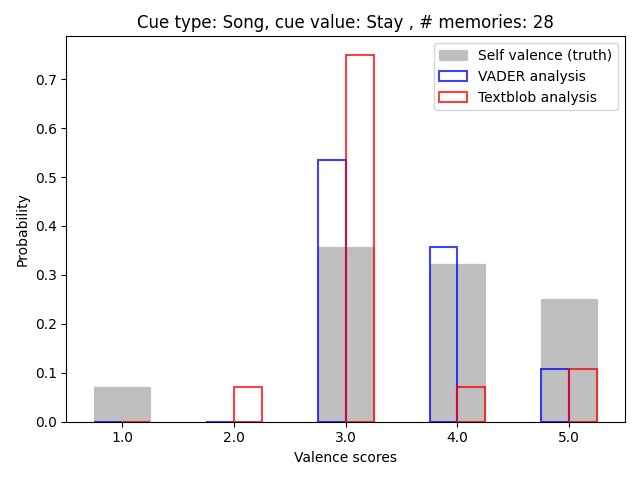 Cue type: Song, cue value: Stay , # memories: 28
Self valence (truth)
VADER analysis
Textblob analysis
Probability
0.7
0.6
0.5
0.4
0.3
0.2
0.1
0.0
1.0 2.0 3.0 4.0 5.0
Valence scores